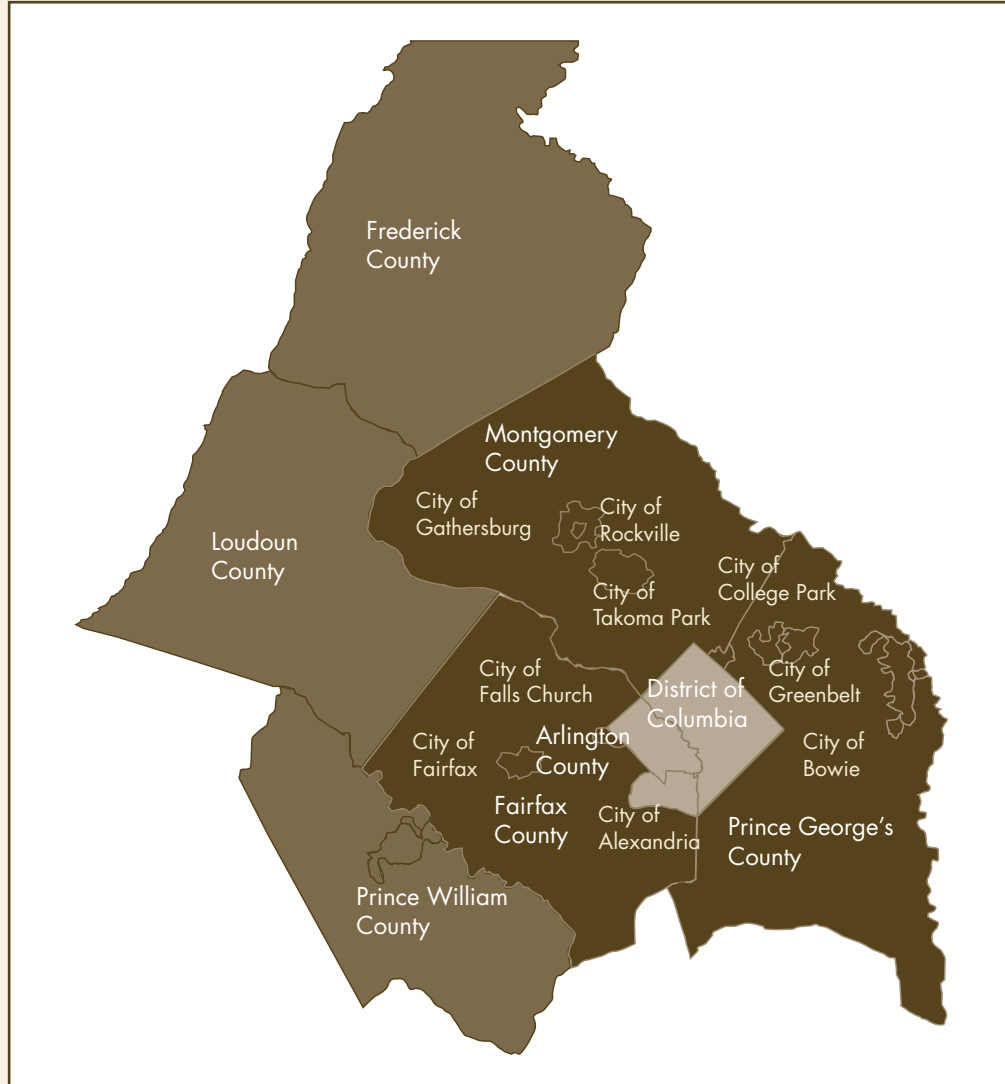 Frederick
County
Montgomery
County
City of
Gathersburg
City of
Rockville
Loudoun
County
City of
Takoma Park
City of
College Park
City of
Falls Church
District of
Columbia
City of
Greenbelt
City of
Fairfax
Arlington
County
City of
Bowie
Fairfax
County
City of
Alexandria
Prince George’s
County
Prince William
County